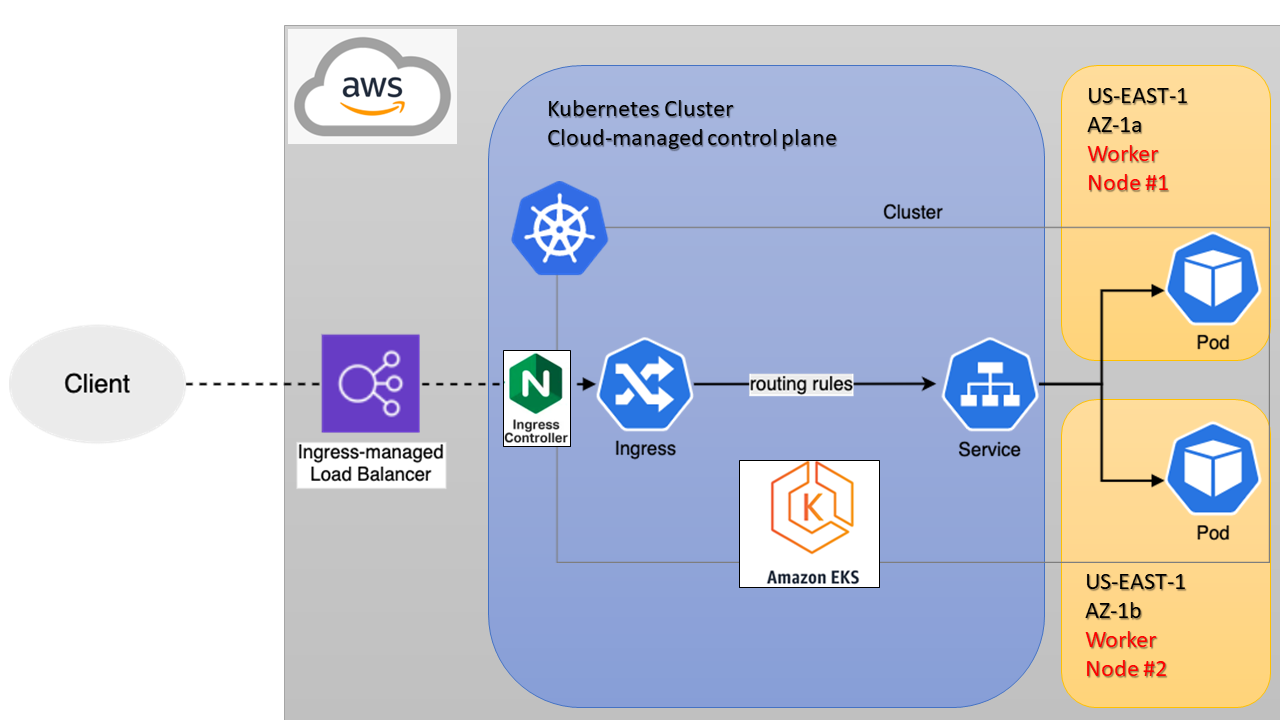 aws
Kubernetes Cluster
Cloud-managed control plane
US-EAST-1
AZ-1a
Worker
Node #1
Cluster
Pod
Client
Ingress-managed
Load Balancer
N
Ingress
Controller
Ingress
routing rules
Service
K
Amazon EKS
Pod
US-EAST-1
AZ-1b
Worker
Node #2